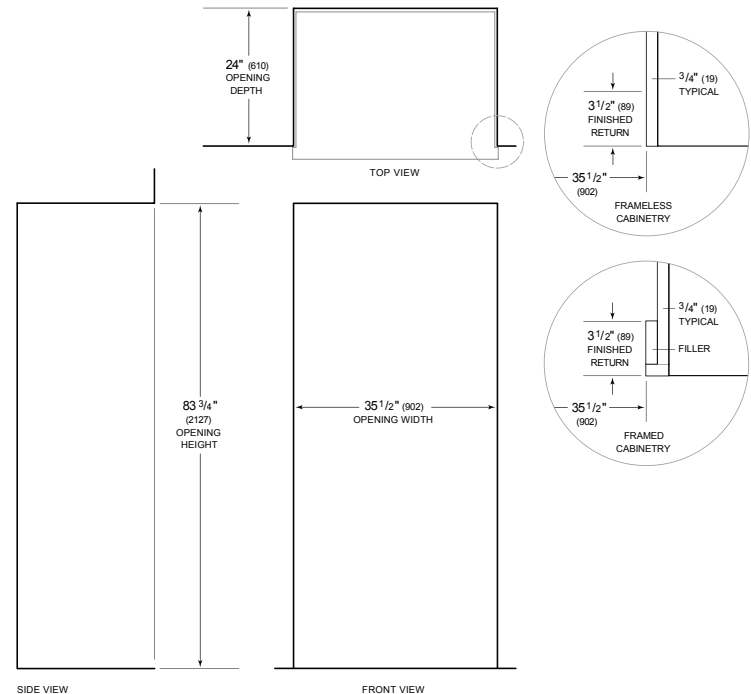 24" (610)
OPENING
DEPTH
TOP VIEW
3/4" (19)
TYPICAL
3 1/2" (89)
FINISHED
RETURN
35 1/2"
(902)
FRAMELESS
CABINETRY
3/4" (19)
TYPICAL
3 1/2" (89)
FINISHED
RETURN
FILLER
35 1/2"
(902)
FRAMED
CABINETRY
83 3/4"
(2127)
OPENING
HEIGHT
35 1/2" (902)
OPENING WIDTH
SIDE VIEW
FRONT VIEW